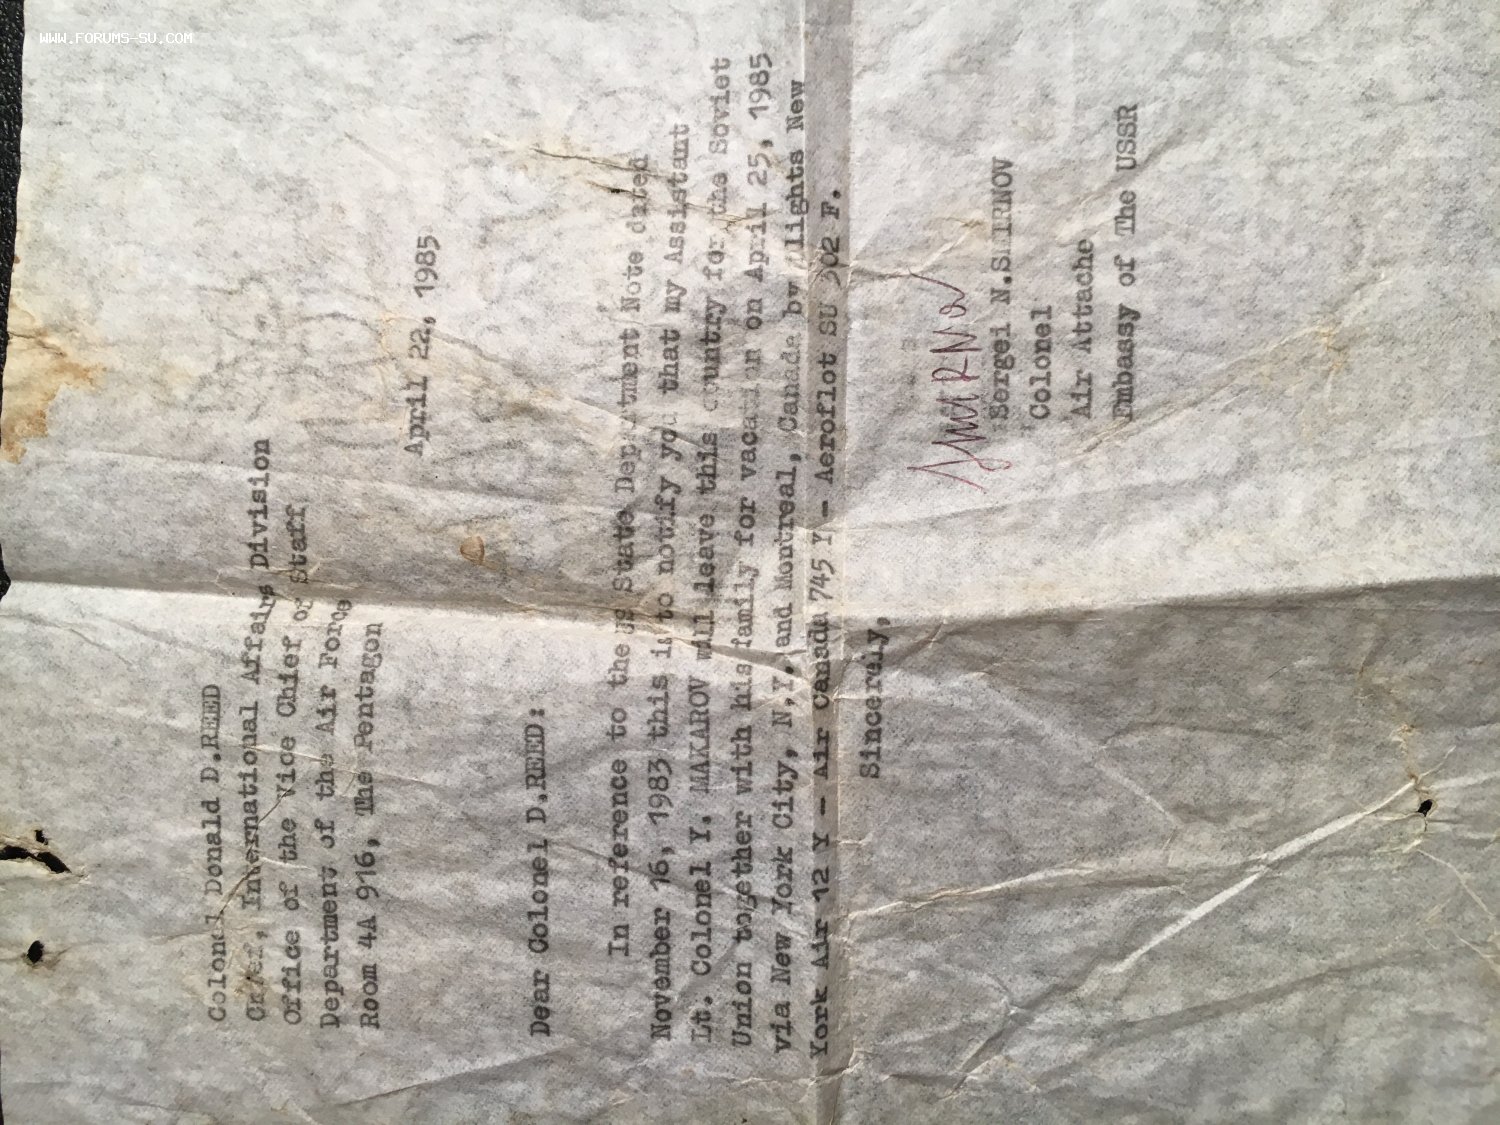 WWW.FORUMS-SU.COM
Colonel Donald D.REED
Chief, International Affairs Division
Office of the Vice Chief of Staff
Department of the Air Force
Room 4A 916, The Pentagon
April 22, 1985
Dear Colonel D.REED:
In reference to the US State Department Note dated
November 16, 1983 this is to notify you that my Assistant
Lt. Colonel Y. MAKAROV will leave this country for the Soviet
Union together with his family for vacation on April 25, 1985
via New York City, N.Y. and Montreal, Canada by flights New
York Air 12 Y - Air Canada 745 Y - Aeroflot SU 302 F.
Sincerely,
Smirnov
Sergei N.SMIRNOV
Colonel
Air Attache
Embassy of The USSR